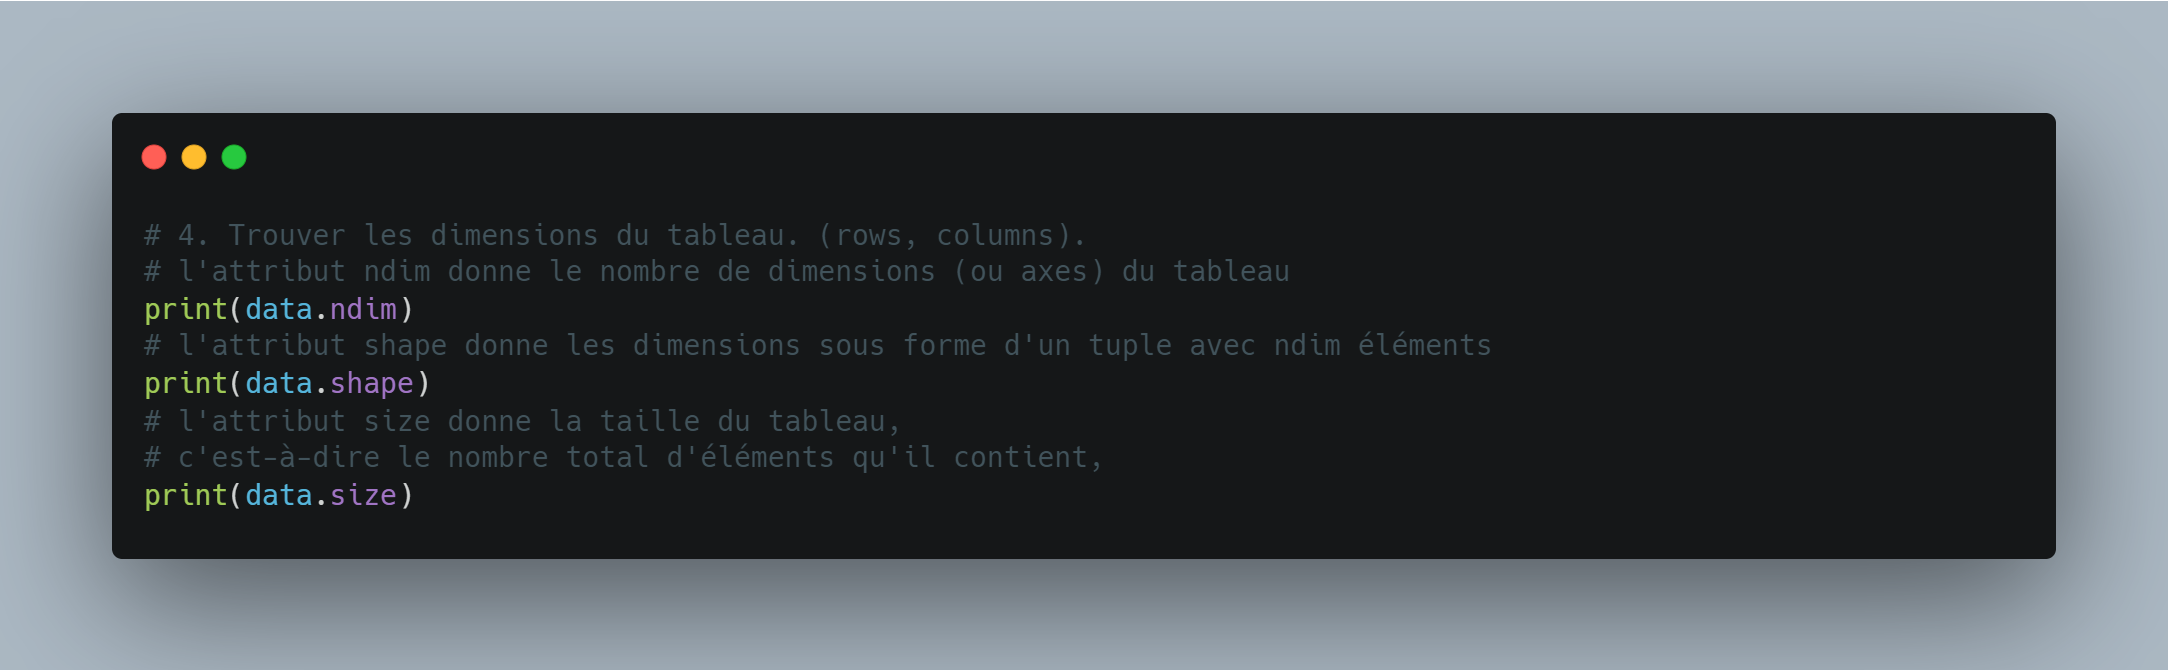 # 4. Trouver les dimensions du tableau. (rows, columns).
# l'attribut ndim donne le nombre de dimensions (ou axes) du tableau
print(data.ndim)
# l'attribut shape donne les dimensions sous forme d'un tuple avec ndim éléments
print(data.shape)
# l'attribut size donne la taille du tableau,
# c'est-à-dire le nombre total d'éléments qu'il contient,
print(data.size)